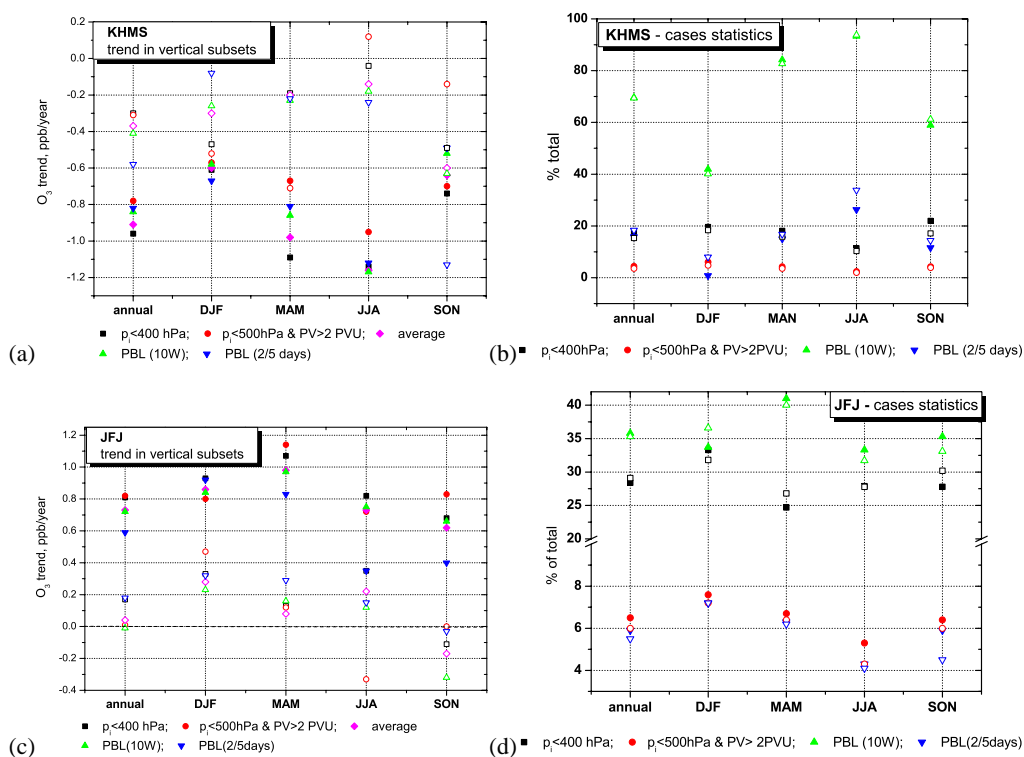 KHMS
trend in vertical subsets
O₃ trend, ppb/year
0.2
0.0
-0.2
-0.4
-0.6
-0.8
-1.0
-1.2
annual DJF MAM JJA SON
pᵢ<400 hPa; pᵢ<500hPa & PV>2 PVU; average
PBL (10W) PBL (2/5 days)
(a)
KHMS - cases statistics
% total
100
80
60
40
20
0
annual DJF MAN JJA SON
pᵢ<400hPa; pᵢ<500hPa & PV>2PVU; PBL (10W) PBL (2/5 days)
(b)
JFJ
trend in vertical subsets
O₃ trend, ppb/year
1.2
1.0
0.8
0.6
0.4
0.2
0.0
-0.2
-0.4
annual DJF MAM JJA SON
pᵢ<400 hPa; pᵢ<500hPa & PV>2 PVU; average
PBL(10W) PBL(2/5days)
(c)
JFJ - cases statistics
% of total
40
35
30
25
20
8
6
4
annual DJF MAM JJA SON
pᵢ<400 hPa; pᵢ<500hPa & PV> 2PVU; PBL (10W); PBL(2/5days)
(d)